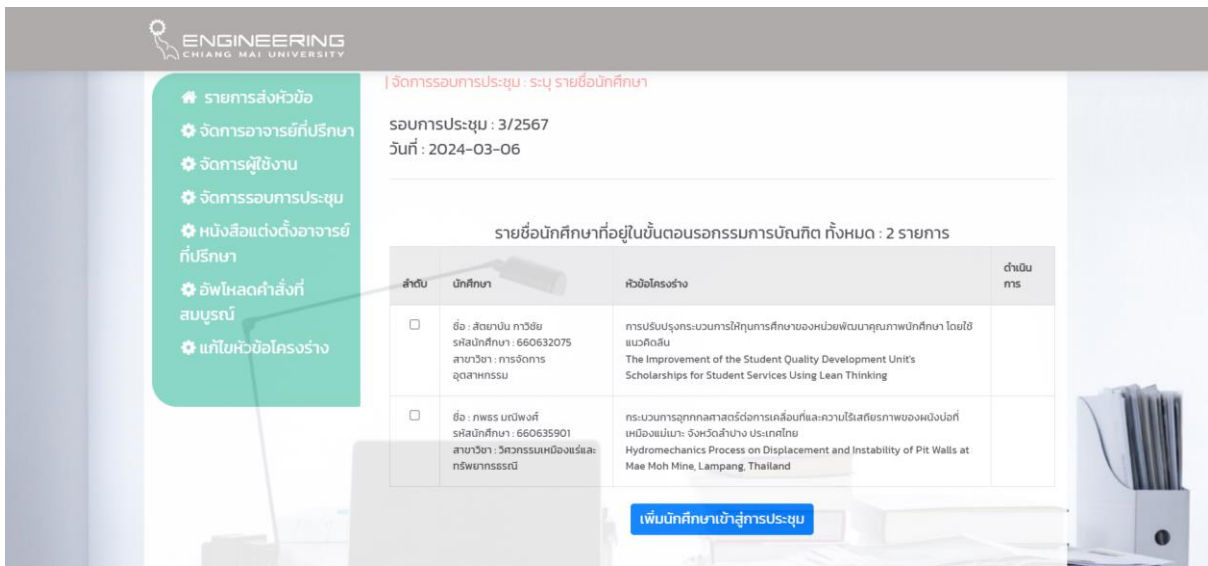 ENGINEERING
CHIANG MAI UNIVERSITY
รายการส่งหัวข้อ
จัดการอาจารย์ที่ปรึกษา
จัดการผู้ใช้งาน
จัดการรอบการประชุม
หนังสือแต่งตั้งอาจารย์
ที่ปรึกษา
อัพโหลดคำสั่งที่
สมบูรณ์
แก้ไขหัวข้อโครงร่าง
| จัดการรอบการประชุม : ระบุ รายชื่อนักศึกษา
รอบการประชุม : 3/2567
วันที่ : 2024-03-06
รายชื่อนักศึกษาที่อยู่ในขั้นตอนรอกรรมการบัณฑิต ทั้งหมด : 2 รายการ
ลำดับ นักศึกษา หัวข้อโครงร่าง ดำเนิน
การ
ชื่อ : สัตยาบัน กาวิชัย
รหัสนักศึกษา : 660632075
สาขาวิชา : การจัดการ
อุตสาหกรรม
การปรับปรุงกระบวนการให้ทุนการศึกษาของหน่วยพัฒนาคุณภาพนักศึกษา โดยใช้
แนวคิดลีน
The Improvement of the Student Quality Development Unit's
Scholarships for Student Services Using Lean Thinking
ชื่อ : ภพธร มณีพงศ์
รหัสนักศึกษา : 660635901
สาขาวิชา : วิศวกรรมเหมืองแร่และ
ทรัพยากรธรณี
กระบวนการอุทกกลศาสตร์ต่อการเคลื่อนที่และความไร้เสถียรภาพของผนังบ่อที่
เหมืองแม่เมาะ จังหวัดลำปาง ประเทศไทย
Hydromechanics Process on Displacement and Instability of Pit Walls at
Mae Moh Mine, Lampang, Thailand
เพิ่มนักศึกษาเข้าสู่การประชุม